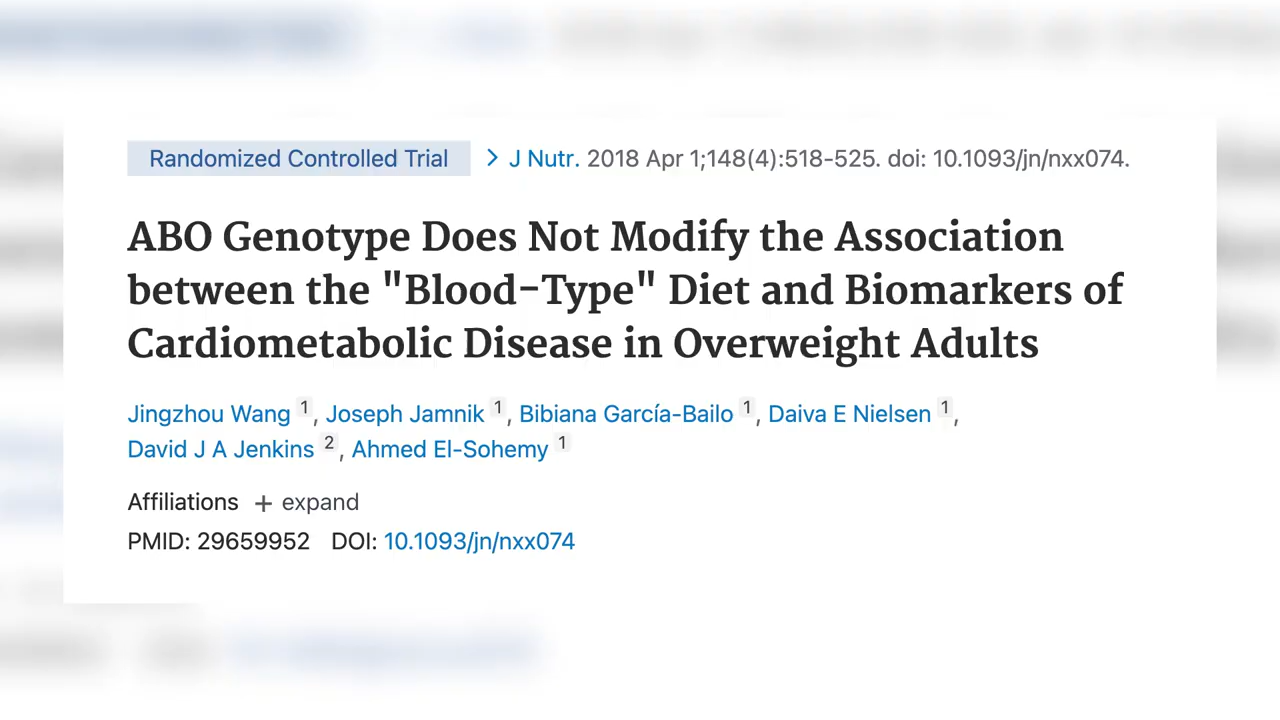 Randomized Controlled Trial > J Nutr. 2018 Apr 1;148(4):518-525. doi: 10.1093/jn/nxx074.
ABO Genotype Does Not Modify the Association
between the "Blood-Type" Diet and Biomarkers of
Cardiometabolic Disease in Overweight Adults
Jingzhou Wang 1, Joseph Jamnik 1, Bibiana García-Bailo 1, Daiva E Nielsen 1,
David J A Jenkins 2, Ahmed El-Sohemy 1
Affiliations + expand
PMID: 29659952 DOI: 10.1093/jn/nxx074